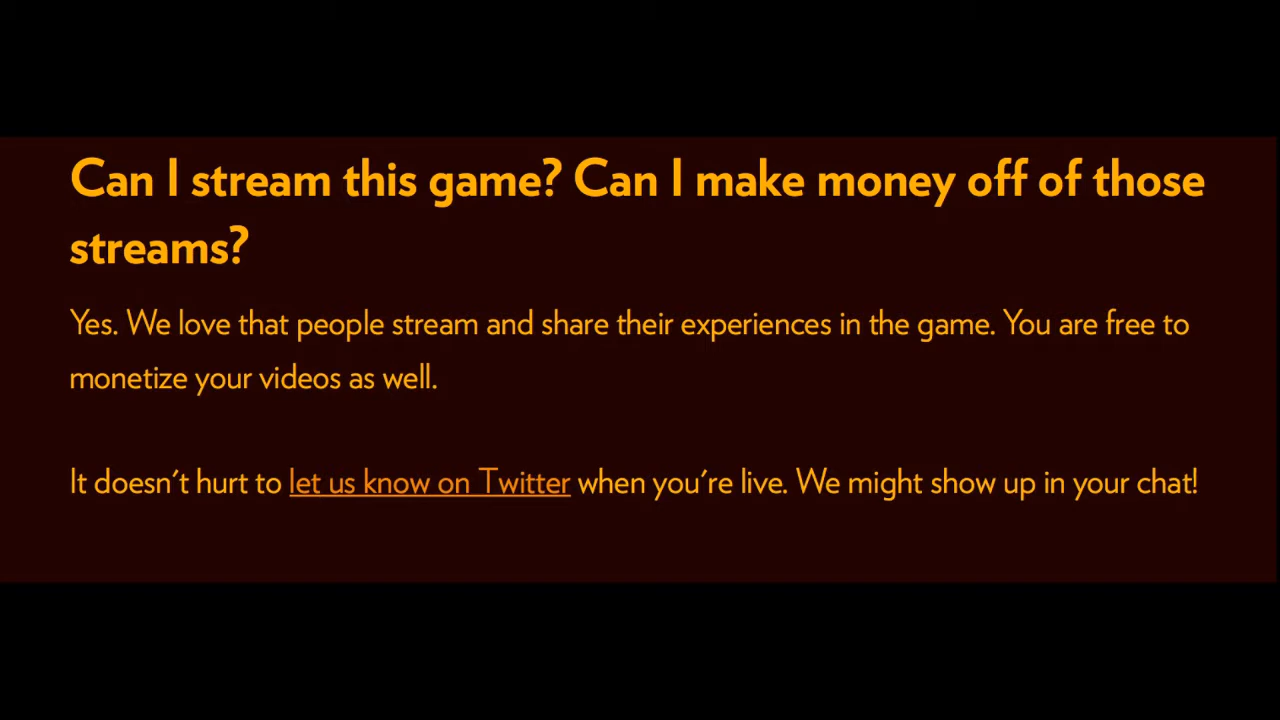 Can I stream this game? Can I make money off of those
streams?
Yes. We love that people stream and share their experiences in the game. You are free to
monetize your videos as well.
It doesn't hurt to let us know on Twitter when you're live. We might show up in your chat!